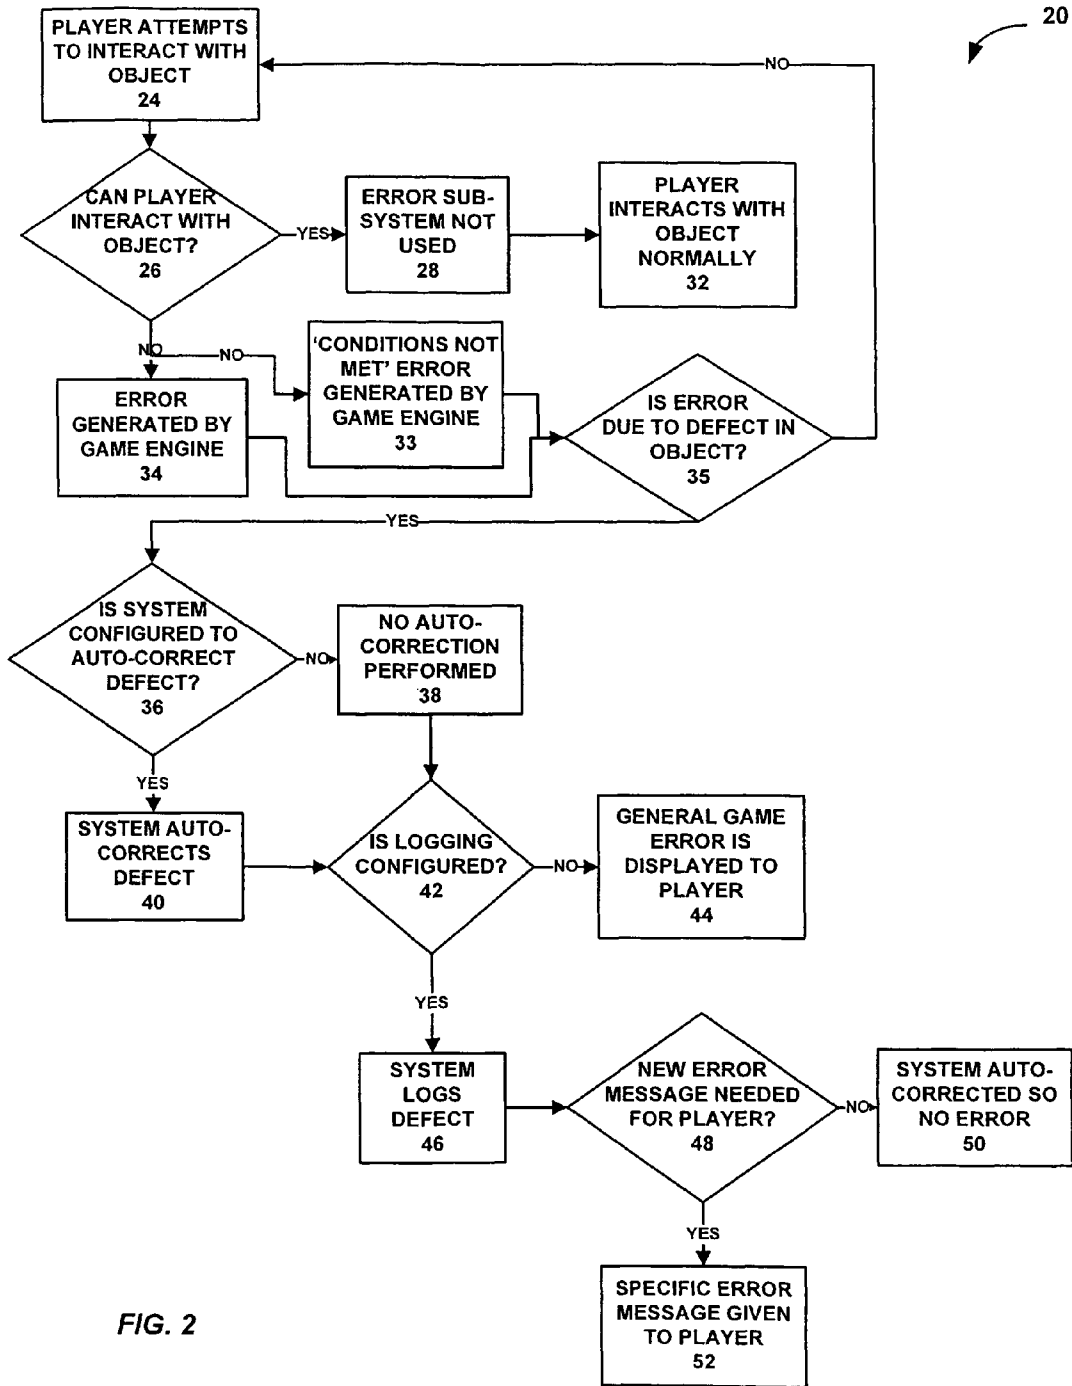 20
PLAYER ATTEMPTS
TO INTERACT WITH
OBJECT
24
NO
CAN PLAYER
INTERACT WITH
OBJECT?
26
YES
ERROR SUB-
SYSTEM NOT
USED
28
PLAYER
INTERACTS WITH
OBJECT
NORMALLY
32
NO
NO
'CONDITIONS NOT
MET' ERROR
GENERATED BY
GAME ENGINE
33
ERROR
GENERATED BY
GAME ENGINE
34
IS ERROR
DUE TO DEFECT IN
OBJECT?
35
YES
IS SYSTEM
CONFIGURED TO
AUTO-CORRECT
DEFECT?
36
NO
NO AUTO-
CORRECTION
PERFORMED
38
YES
SYSTEM AUTO-
CORRECTS
DEFECT
40
IS LOGGING
CONFIGURED?
42
NO
GENERAL GAME
ERROR IS
DISPLAYED TO
PLAYER
44
YES
SYSTEM
LOGS
DEFECT
46
NEW ERROR
MESSAGE NEEDED
FOR PLAYER?
48
NO
SYSTEM AUTO-
CORRECTED SO
NO ERROR
50
YES
SPECIFIC ERROR
MESSAGE GIVEN
TO PLAYER
52
FIG. 2